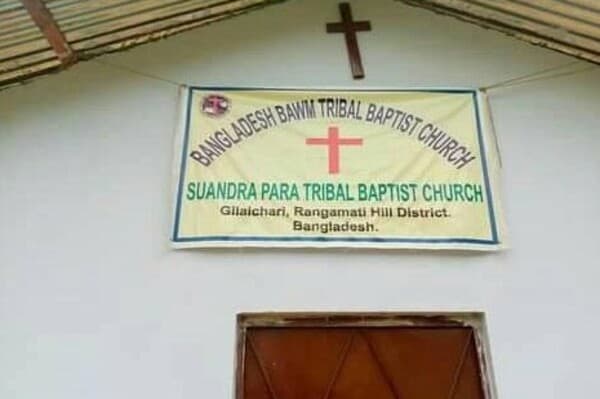 BANGLADESH BAWM TRIBAL BAPTIST CHURCH
SUANDRA PARA TRIBAL BAPTIST CHURCH
Gilaichari, Rangamati Hill District.
Bangladesh.